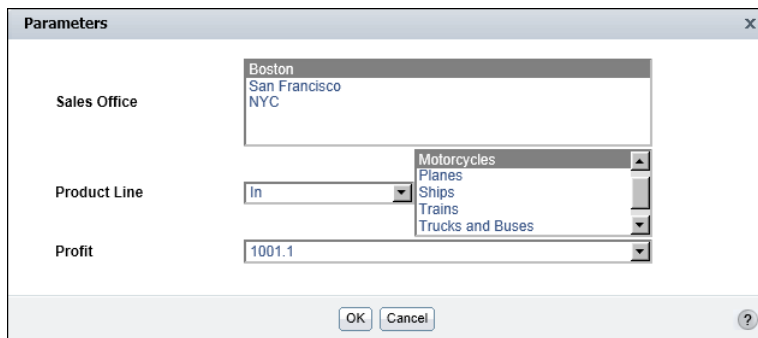 Parameters
x
Boston
San Francisco
Sales Office
NYC
Motorcycles
Planes
Product Line
In
Ships
Trains
Trucks and Buses
Profit
1001.1
OK
Cancel
?